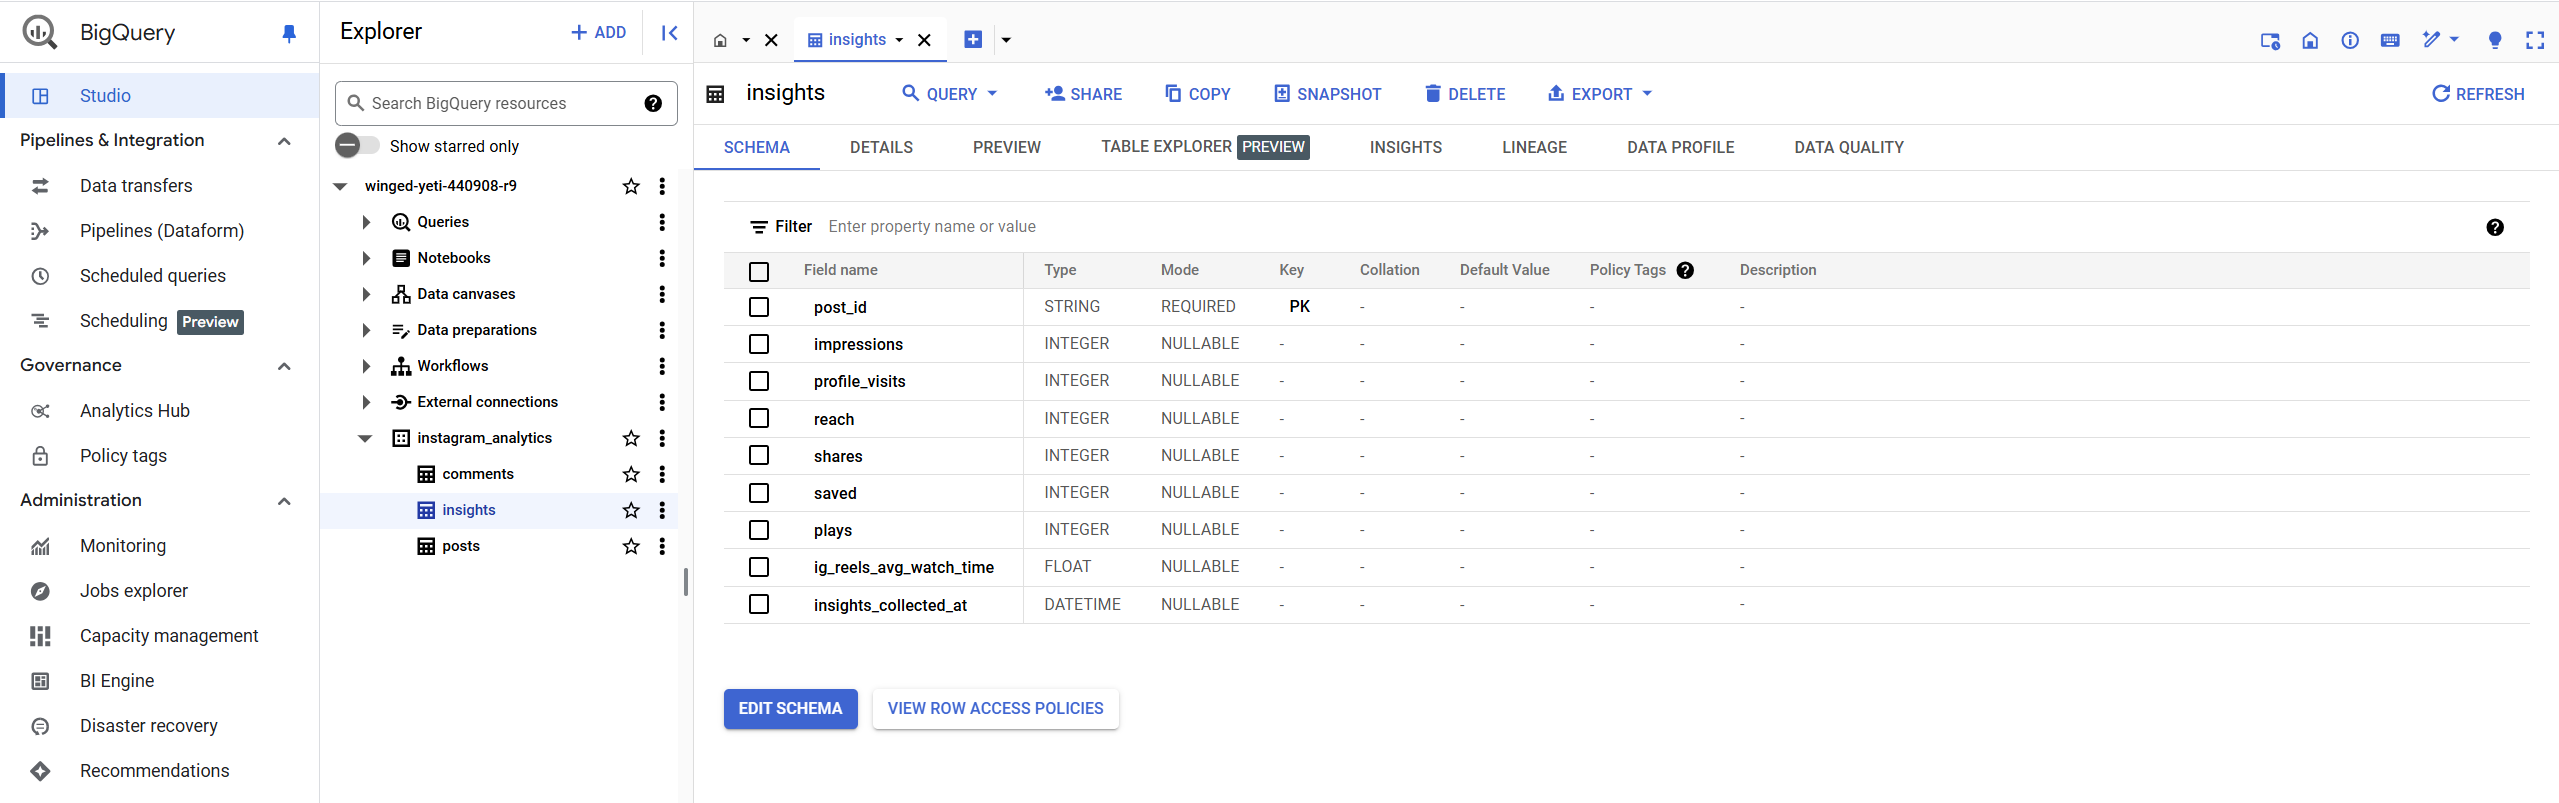 BigQuery
Studio
Pipelines & Integration
Data transfers
Pipelines (Dataform)
Scheduled queries
Scheduling Preview
Governance
Analytics Hub
Policy tags
Administration
Monitoring
Jobs explorer
Capacity management
BI Engine
Disaster recovery
Recommendations
Explorer
ADD
Search BigQuery resources
Show starred only
winged-yeti-440908-r9
Queries
Notebooks
Data canvases
Data preparations
Workflows
External connections
instagram_analytics
comments
insights
posts
insights
insights QUERY SHARE COPY SNAPSHOT DELETE EXPORT REFRESH
SCHEMA DETAILS PREVIEW TABLE EXPLORER PREVIEW INSIGHTS LINEAGE DATA PROFILE DATA QUALITY
Filter Enter property name or value
Field name Type Mode Key Collation Default Value Policy Tags Description
post_id STRING REQUIRED PK - - - -
impressions INTEGER NULLABLE - - - - -
profile_visits INTEGER NULLABLE - - - - -
reach INTEGER NULLABLE - - - - -
shares INTEGER NULLABLE - - - - -
saved INTEGER NULLABLE - - - - -
plays INTEGER NULLABLE - - - - -
ig_reels_avg_watch_time FLOAT NULLABLE - - - - -
insights_collected_at DATETIME NULLABLE - - - - -
EDIT SCHEMA VIEW ROW ACCESS POLICIES